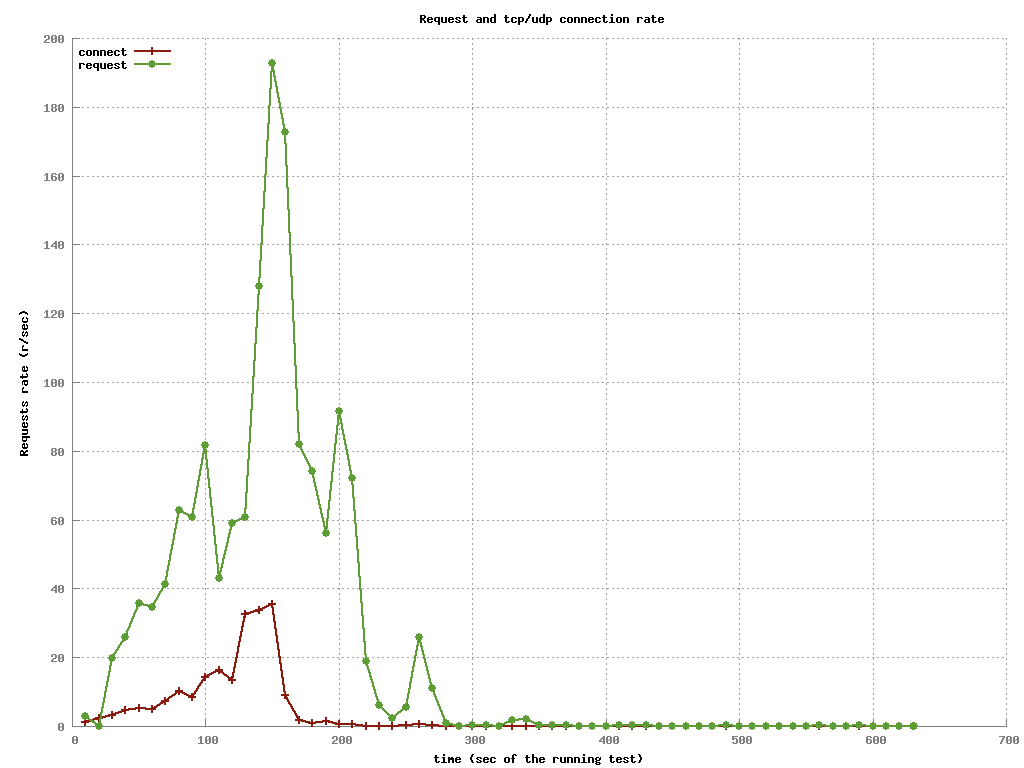 Request and tcp/udp connection rate
connect
request
200
180
160
140
120
100
80
60
40
20
0
Requests rate (r/sec)
0 100 200 300 400 500 600 700
time (sec of the running test)